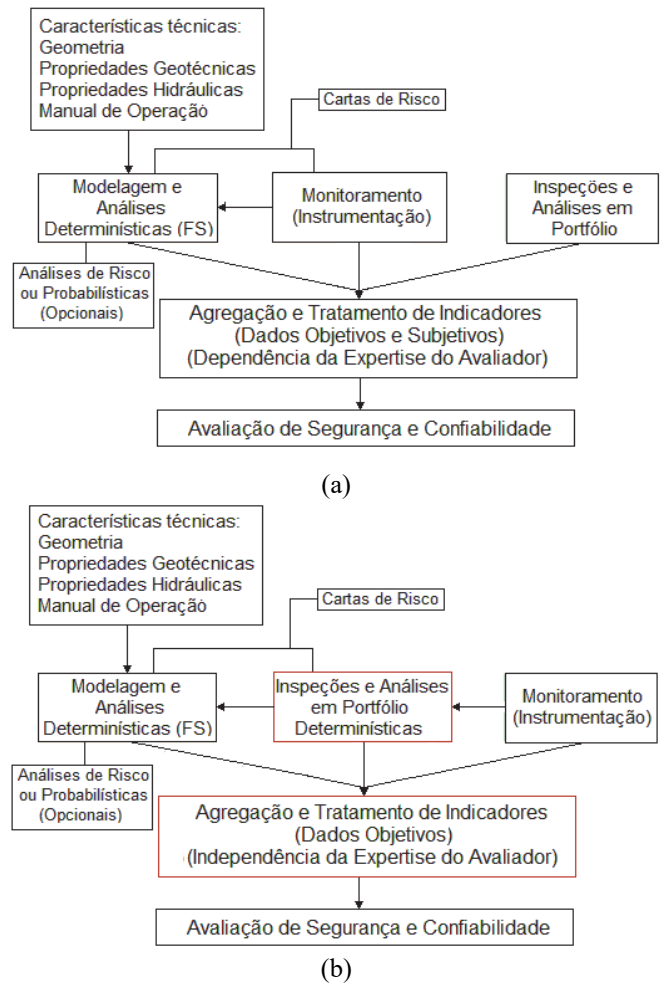 Características técnicas:
Geometria
Propriedades Geotécnicas
Propriedades Hidráulicas
Manual de Operação
Cartas de Risco
Modelagem e
Análises
Determinísticas (FS)
Monitoramento
(Instrumentação)
Inspeções e
Análises em
Portfólio
Análises de Risco
ou Probabilísticas
(Opcionais)
Agregação e Tratamento de Indicadores
(Dados Objetivos e Subjetivos)
(Dependência da Expertise do Avaliador)
Avaliação de Segurança e Confiabilidade
(a)
Características técnicas:
Geometria
Propriedades Geotécnicas
Propriedades Hidráulicas
Manual de Operação
Cartas de Risco
Modelagem e
Análises
Determinísticas (FS)
Inspeções e Análises
em Portfólio
Determinísticas
Monitoramento
(Instrumentação)
Análises de Risco
ou Probabilísticas
(Opcionais)
Agregação e Tratamento de Indicadores
(Dados Objetivos)
(Independência da Expertise do Avaliador)
Avaliação de Segurança e Confiabilidade
(b)